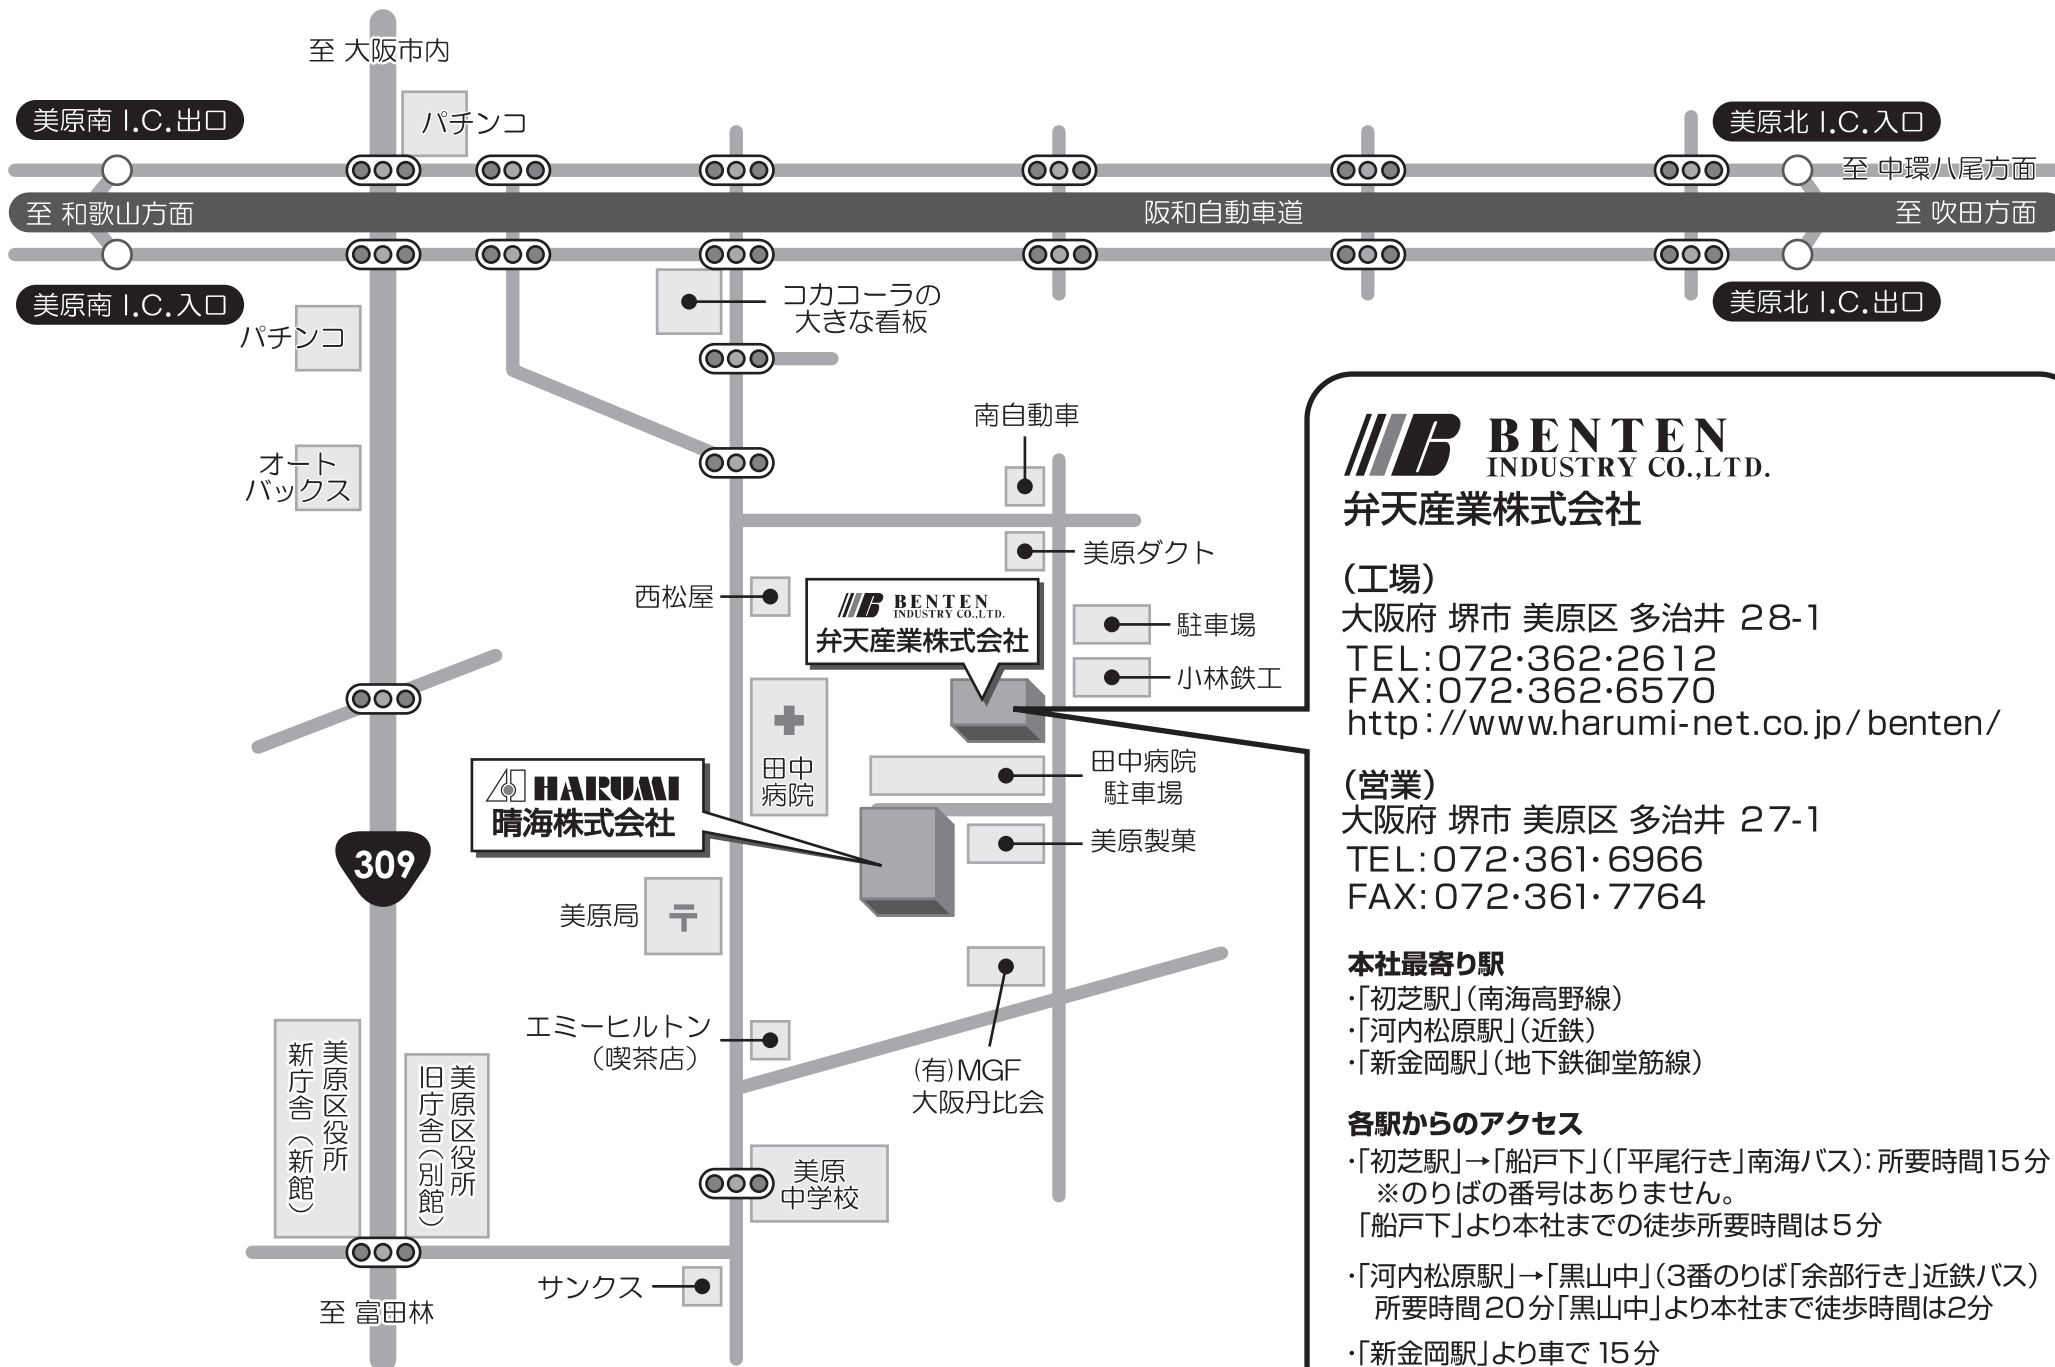 至 大阪市内
パチンコ
美原南 I.C.出口
美原北 I.C.入口
至 中環八尾方面
至 和歌山方面
阪和自動車道
至 吹田方面
美原南 I.C.入口
美原北 I.C.出口
コカコーラの
大きな看板
パチンコ
オート
バックス
南自動車
美原ダクト
西松屋
BENTEN
INDUSTRY CO.,LTD.
弁天産業株式会社
駐車場
小林鉄工
田中
病院
田中病院
駐車場
HARUMI
晴海株式会社
美原製菓
309
美原局
〒
エミーヒルトン
（喫茶店）
(有)MGF
大阪丹比会
美原区役所
新庁舎（新館）
美原区役所
旧庁舎（別館）
美原
中学校
サンクス
至 富田林
BENTEN
INDUSTRY CO.,LTD.
弁天産業株式会社
（工場）
大阪府 堺市 美原区 多治井 28-1
TEL:072･362･2612
FAX:072･362･6570
http://www.harumi-net.co.jp/benten/
（営業）
大阪府 堺市 美原区 多治井 27-1
TEL:072･361･6966
FAX:072･361･7764
本社最寄り駅
･「初芝駅」（南海高野線）
･「河内松原駅」（近鉄）
･「新金岡駅」（地下鉄御堂筋線）
各駅からのアクセス
･「初芝駅」→「船戸下」（「平尾行き」南海バス）：所要時間15分
※のりばの番号はありません。
「船戸下」より本社までの徒歩所要時間は5分
･「河内松原駅」→「黒山中」（3番のりば「余部行き」近鉄バス）
所要時間20分「黒山中」より本社まで徒歩時間は2分
･「新金岡駅」より車で15分